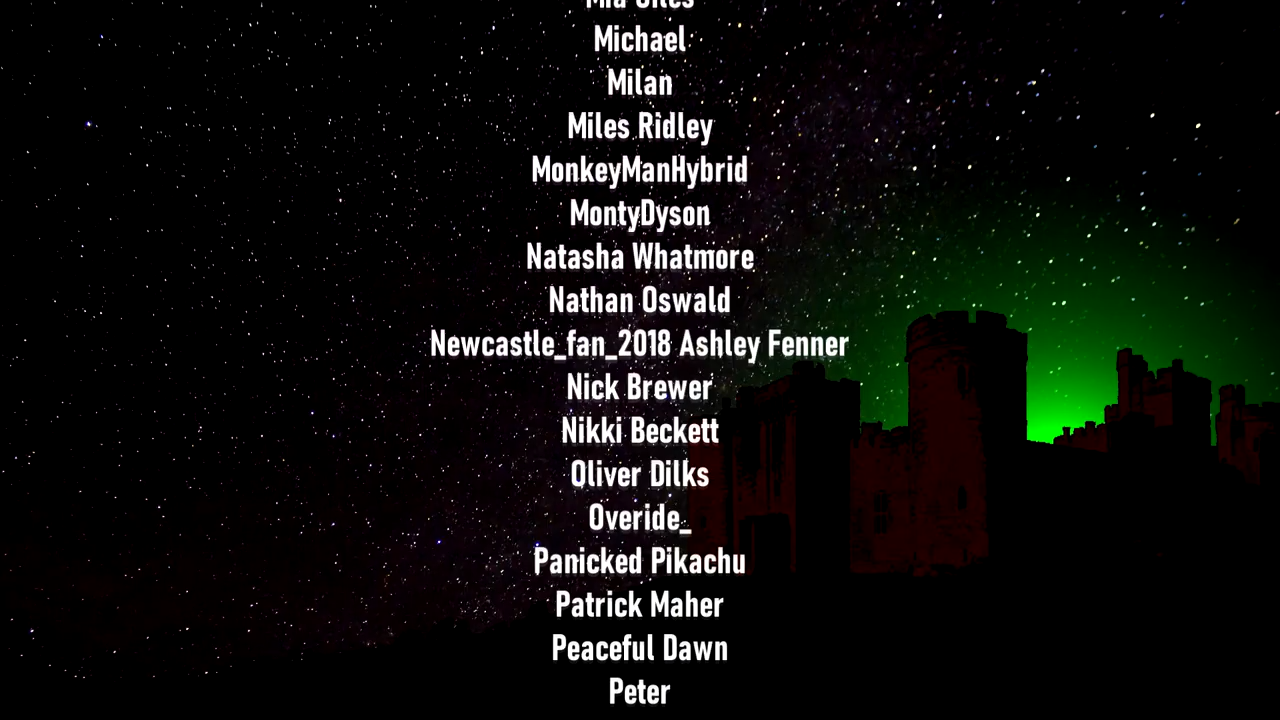 Michael
Milan
Miles Ridley
MonkeyManHybrid
MontyDyson
Natasha Whatmore
Nathan Oswald
Newcastle_fan_2018 Ashley Fenner
Nick Brewer
Nikki Beckett
Oliver Dilks
Overide_
Panicked Pikachu
Patrick Maher
Peaceful Dawn
Peter